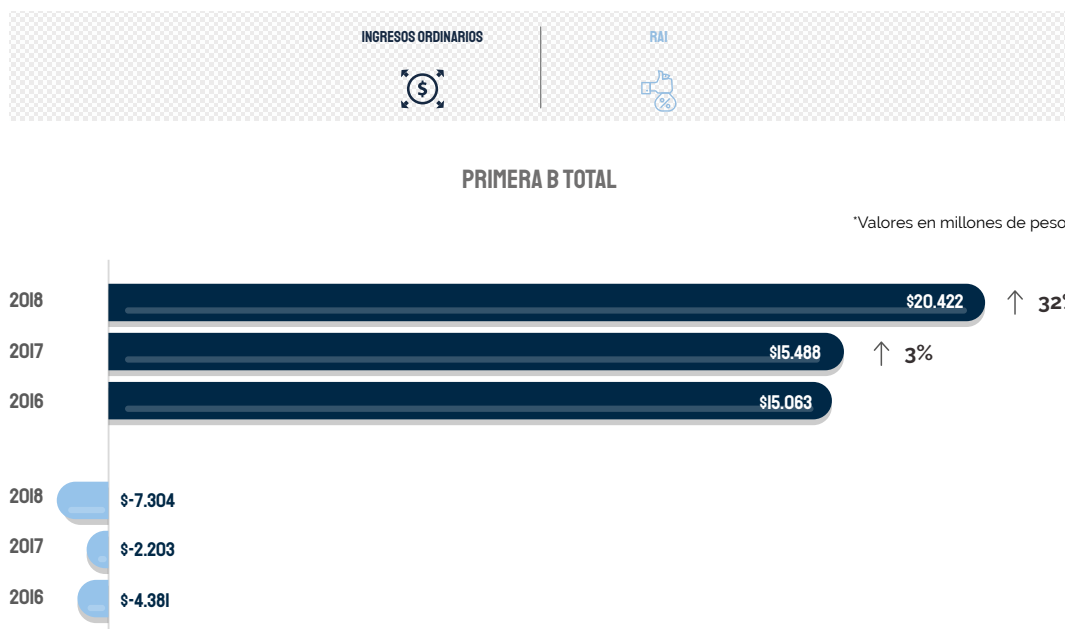 INGRESOS ORDINARIOS
RAI
$
%
PRIMERA B TOTAL
*Valores en millones de peso
2018 $20.422 ↑ 32%
2017 $15.488 ↑ 3%
2016 $15.063
2018 $-7.304
2017 $-2.203
2016 $-4.381